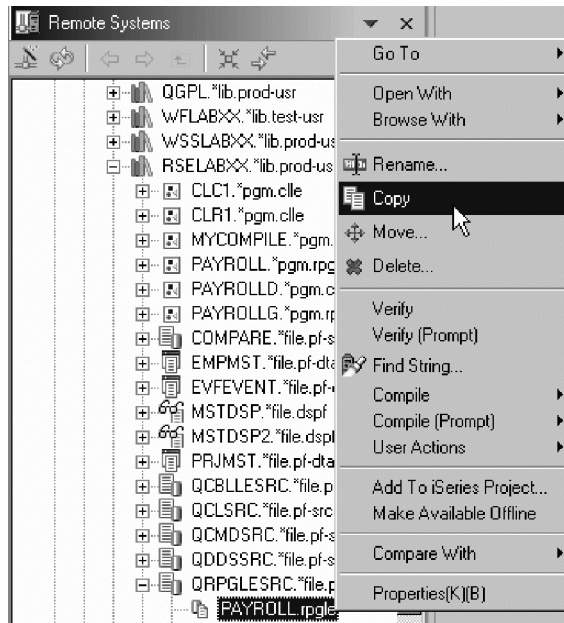 Remote Systems
QGPL.*lib.prod-usr
WFLABXX.*lib.test-usr
WSSLABXX.*lib.prod-us
RSELABXX.*lib.prod-us
CLC1.*pgm.clle
CLR1.*pgm.clle
MYCOMPILE.*pgm.
PAYROLL.*pgm.rpg
PAYROLLD.*pgm.c
PAYROLLG.*pgm.rp
COMPARE.*file.pf-s
EMPMST.*file.pf-dta
EVFEVENT.*file.pf-
MSTDSP.*file.dspf
MSTDSP2.*file.dspf
PRJMST.*file.pf-dta
QCBLLESRC.*file.p
QCLSRC.*file.pf-src
QCMDSRC.*file.pf-s
QDDSSRC.*file.pf-s
QRPGLESRC.*file.p
PAYROLL.rpgle
Go To
Open With
Browse With
Rename...
Copy
Move...
Delete...
Verify
Verify (Prompt)
Find String...
Compile
Compile (Prompt)
User Actions
Add To iSeries Project...
Make Available Offline
Compare With
Properties(K)(B)